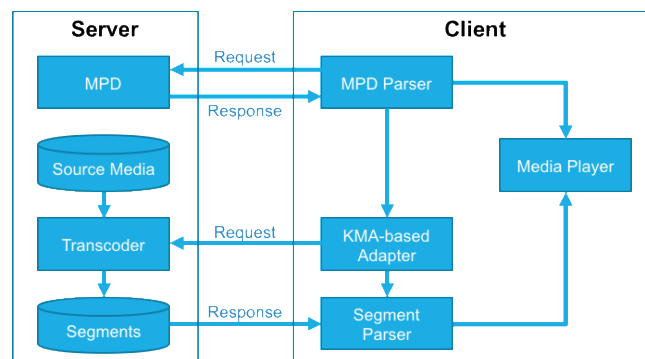 Server
Client
Request
MPD
MPD Parser
Response
Source Media
Media Player
Transcoder
Request
KMA-based
Adapter
Segments
Response
Segment
Parser